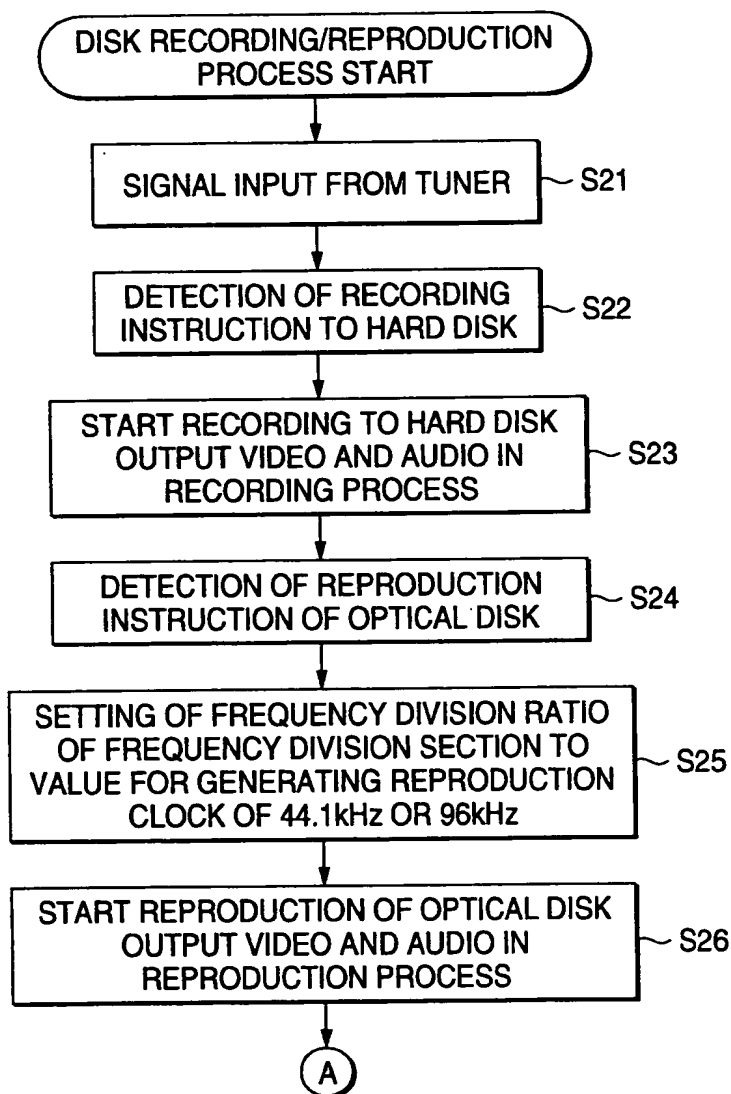 DISK RECORDING/REPRODUCTION
PROCESS START
SIGNAL INPUT FROM TUNER
S21
DETECTION OF RECORDING
INSTRUCTION TO HARD DISK
S22
START RECORDING TO HARD DISK
OUTPUT VIDEO AND AUDIO IN
RECORDING PROCESS
S23
DETECTION OF REPRODUCTION
INSTRUCTION OF OPTICAL DISK
S24
SETTING OF FREQUENCY DIVISION RATIO
OF FREQUENCY DIVISION SECTION TO
VALUE FOR GENERATING REPRODUCTION
CLOCK OF 44.1kHz OR 96kHz
S25
START REPRODUCTION OF OPTICAL DISK
OUTPUT VIDEO AND AUDIO IN
REPRODUCTION PROCESS
S26
A